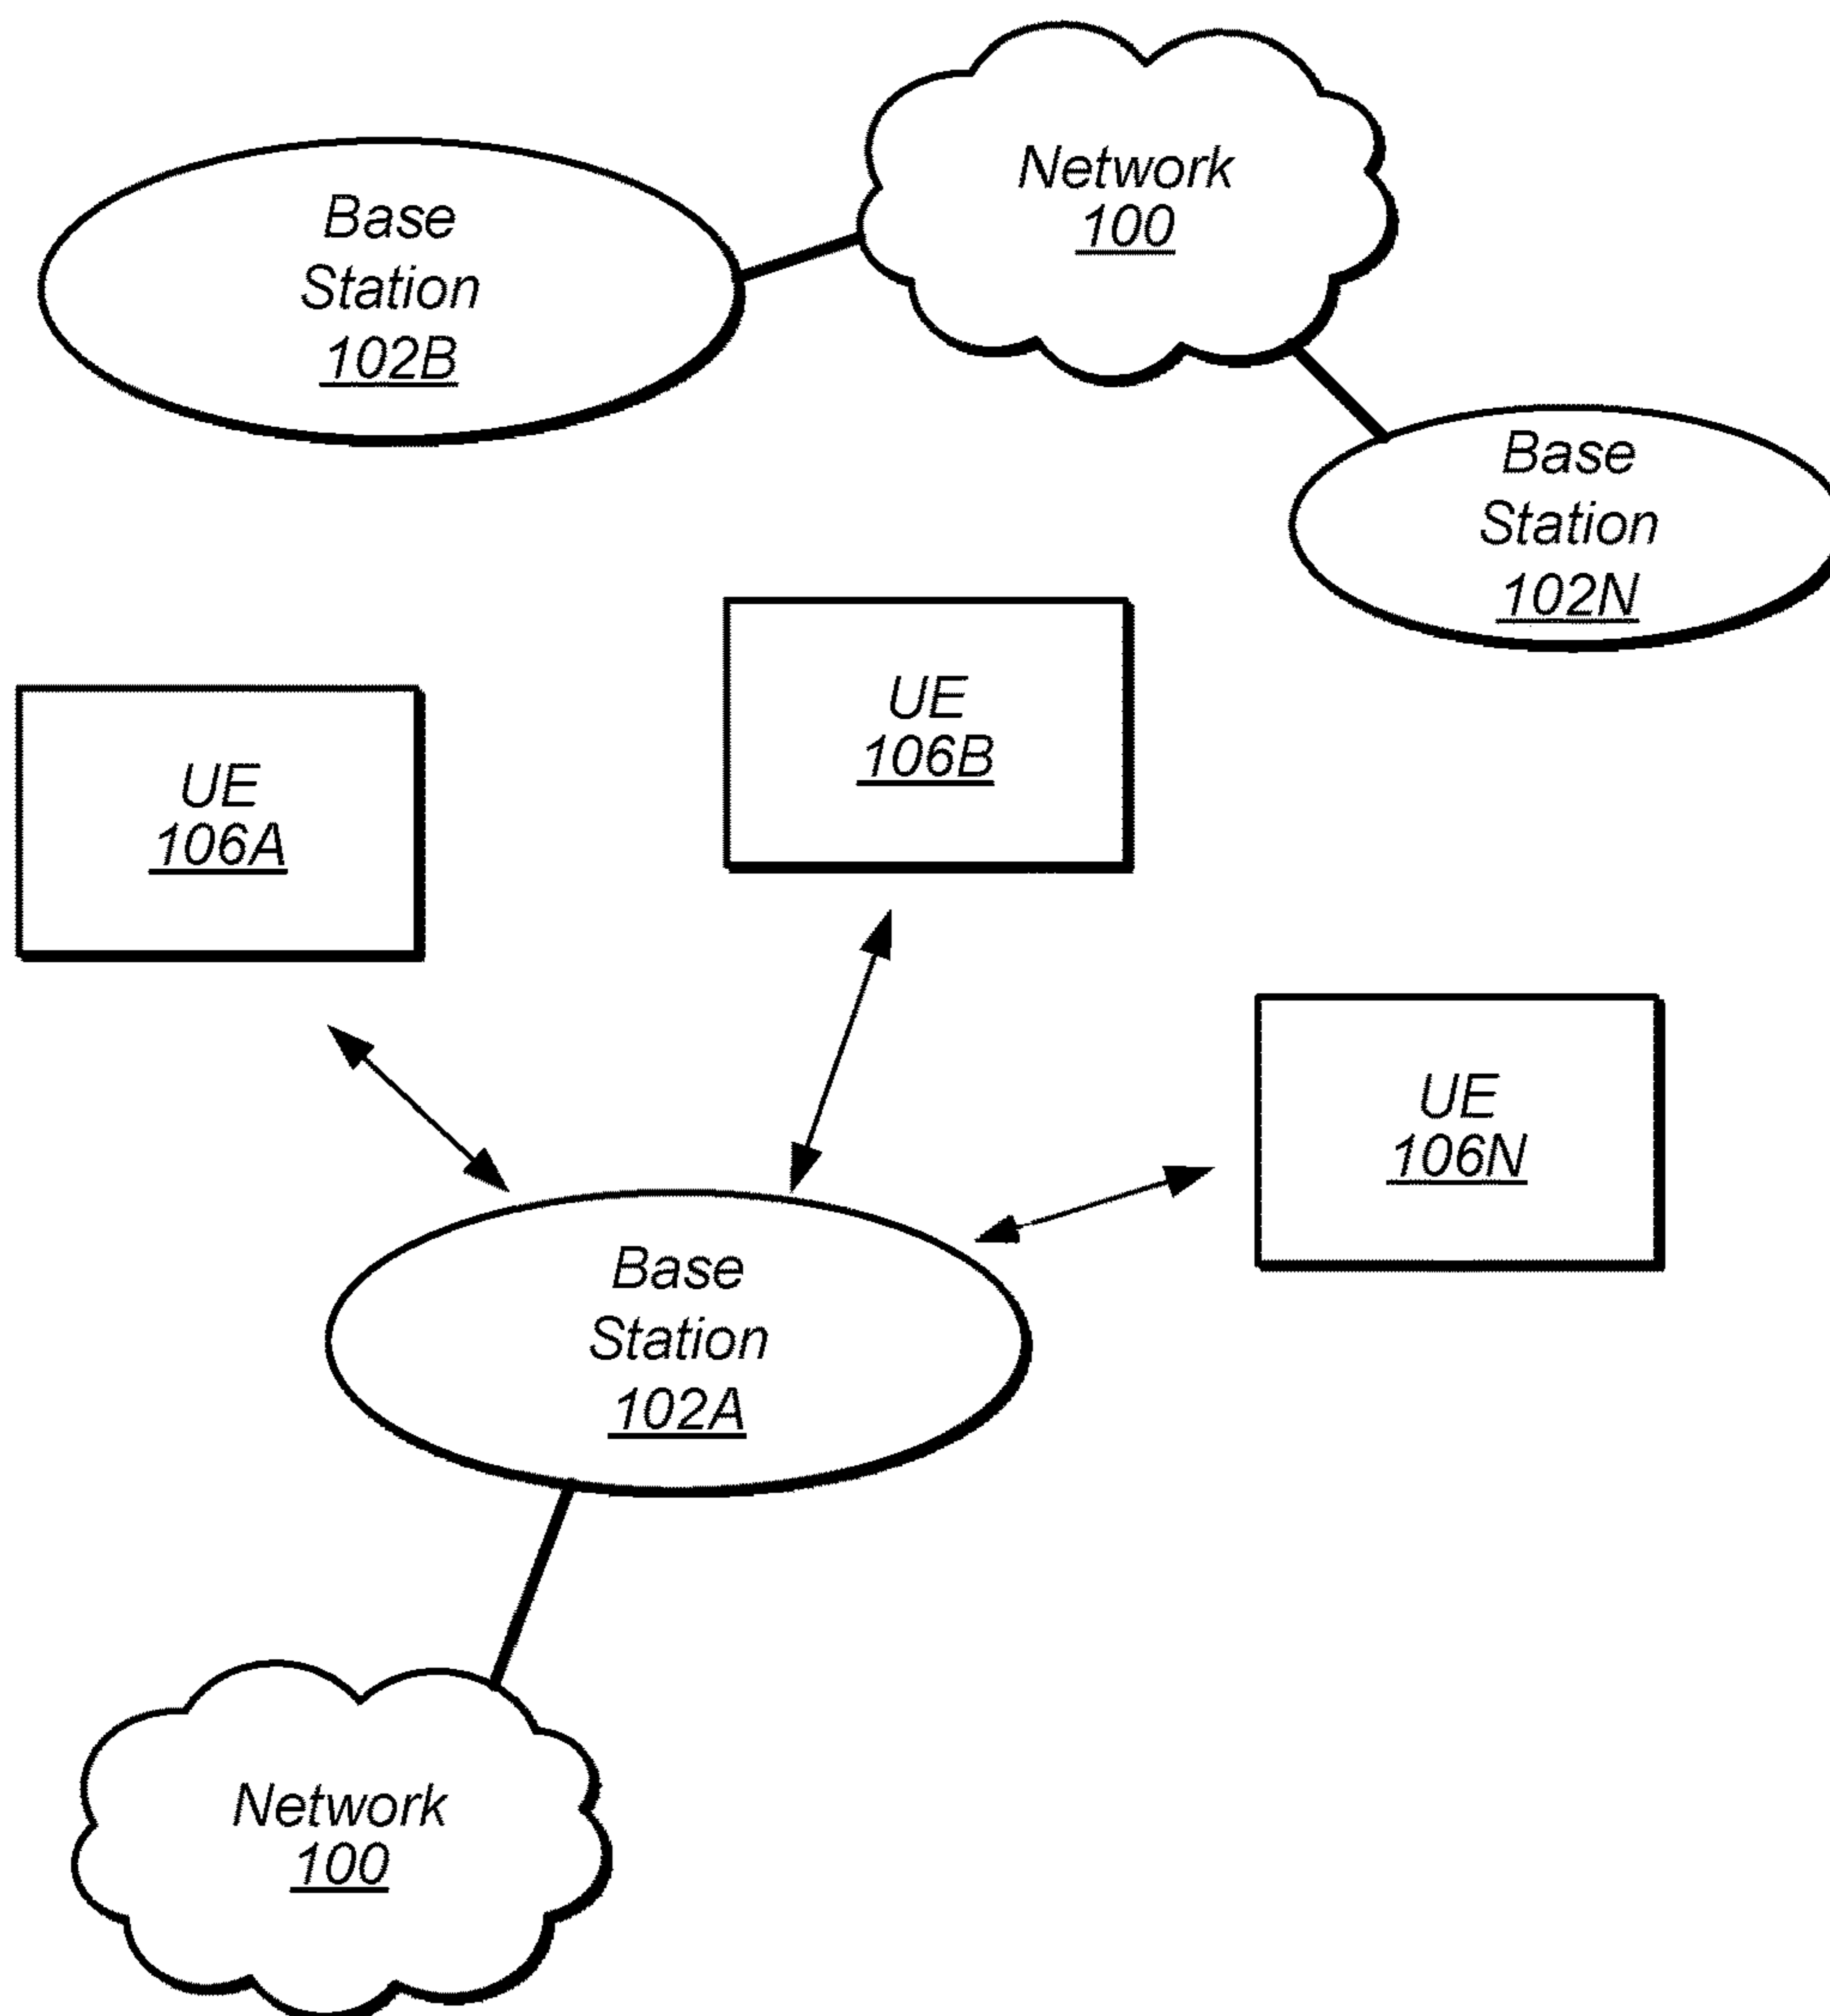 Network
100
Base
Station
102B
Base
Station
102N
UE
106B
UE
106A
UE
106N
Base
Station
102A
Network
100